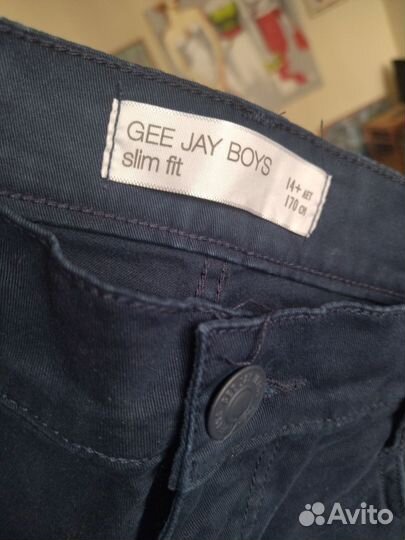 GEE JAY BOYS
slim fit
14+ ЛЕТ
170 СМ
Avito